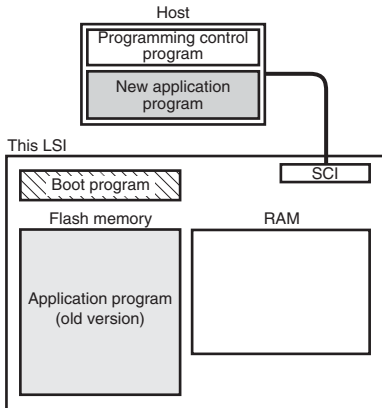 Host
Programming control
program
New application
program
This LSI
Boot program
SCI
Flash memory
RAM
Application program
(old version)